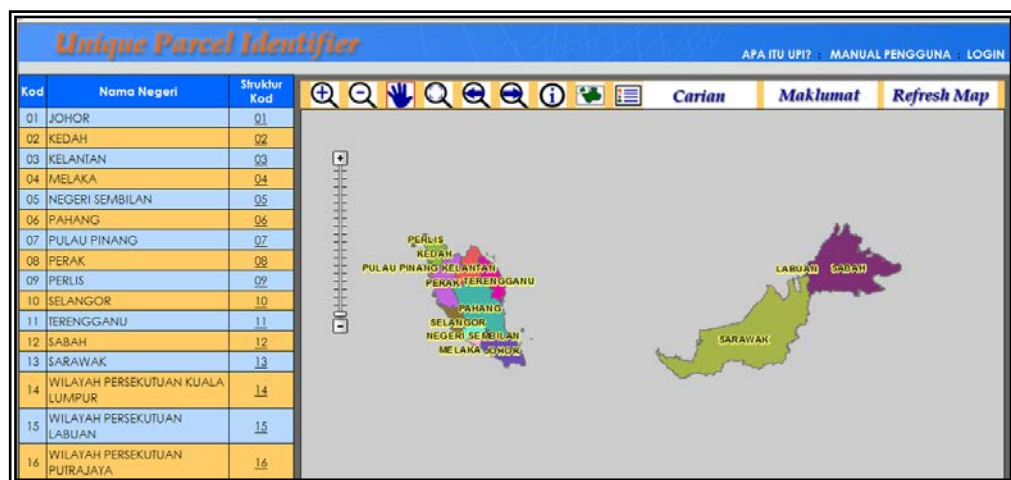 Unique Parcel Identifier
APA ITU UPI? : MANUAL PENGGUNA : LOGIN
Kod Nama Negeri Struktur Kod
Carian Maklumat Refresh Map
01 JOHOR 01
02 KEDAH 02
03 KELANTAN 03
04 MELAKA 04
05 NEGERI SEMBILAN 05
06 PAHANG 06
07 PULAU PINANG 07
08 PERAK 08
09 PERLIS 09
10 SELANGOR 10
11 TERENGGANU 11
12 SABAH 12
13 SARAWAK 13
14 WILAYAH PERSEKUTUAN KUALA LUMPUR 14
15 WILAYAH PERSEKUTUAN LABUAN 15
16 WILAYAH PERSEKUTUAN PUTRAJAYA 16
PERLIS
KEDAH
PULAU PINANG KELANTAN
PERAK TERENGGANU
PAHANG
SELANGOR
NEGERI SEMBILAN
MELAKA JOHOR
LABUAN SABAH
SARAWAK